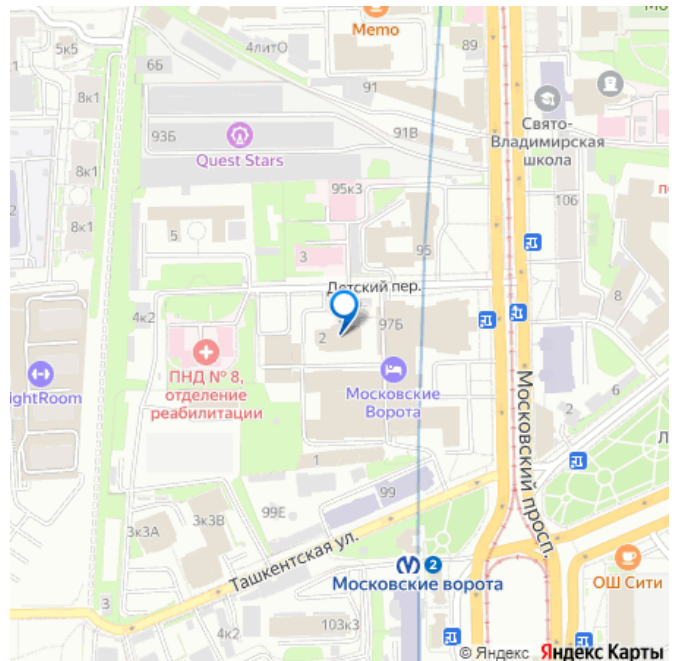 5к5
8к1
6Б
4литО
Memo
89
91
93Б
Quest Stars
91В
Свято-
Владимирская
школа
8к1
95к3
106
8к1
5
3
95
Детский пер.
8
4к2
2
97Б
ПНД № 8,
отделение
реабилитации
Московские
Ворота
ightRoom
6
2
Л
1
99
99Е
3к3А
3к3В
Ташкентская ул.
Московский просп.
2
Московские ворота
ОШ Сити
3
4к2
103к3
© Яндекс Яндекс Карты